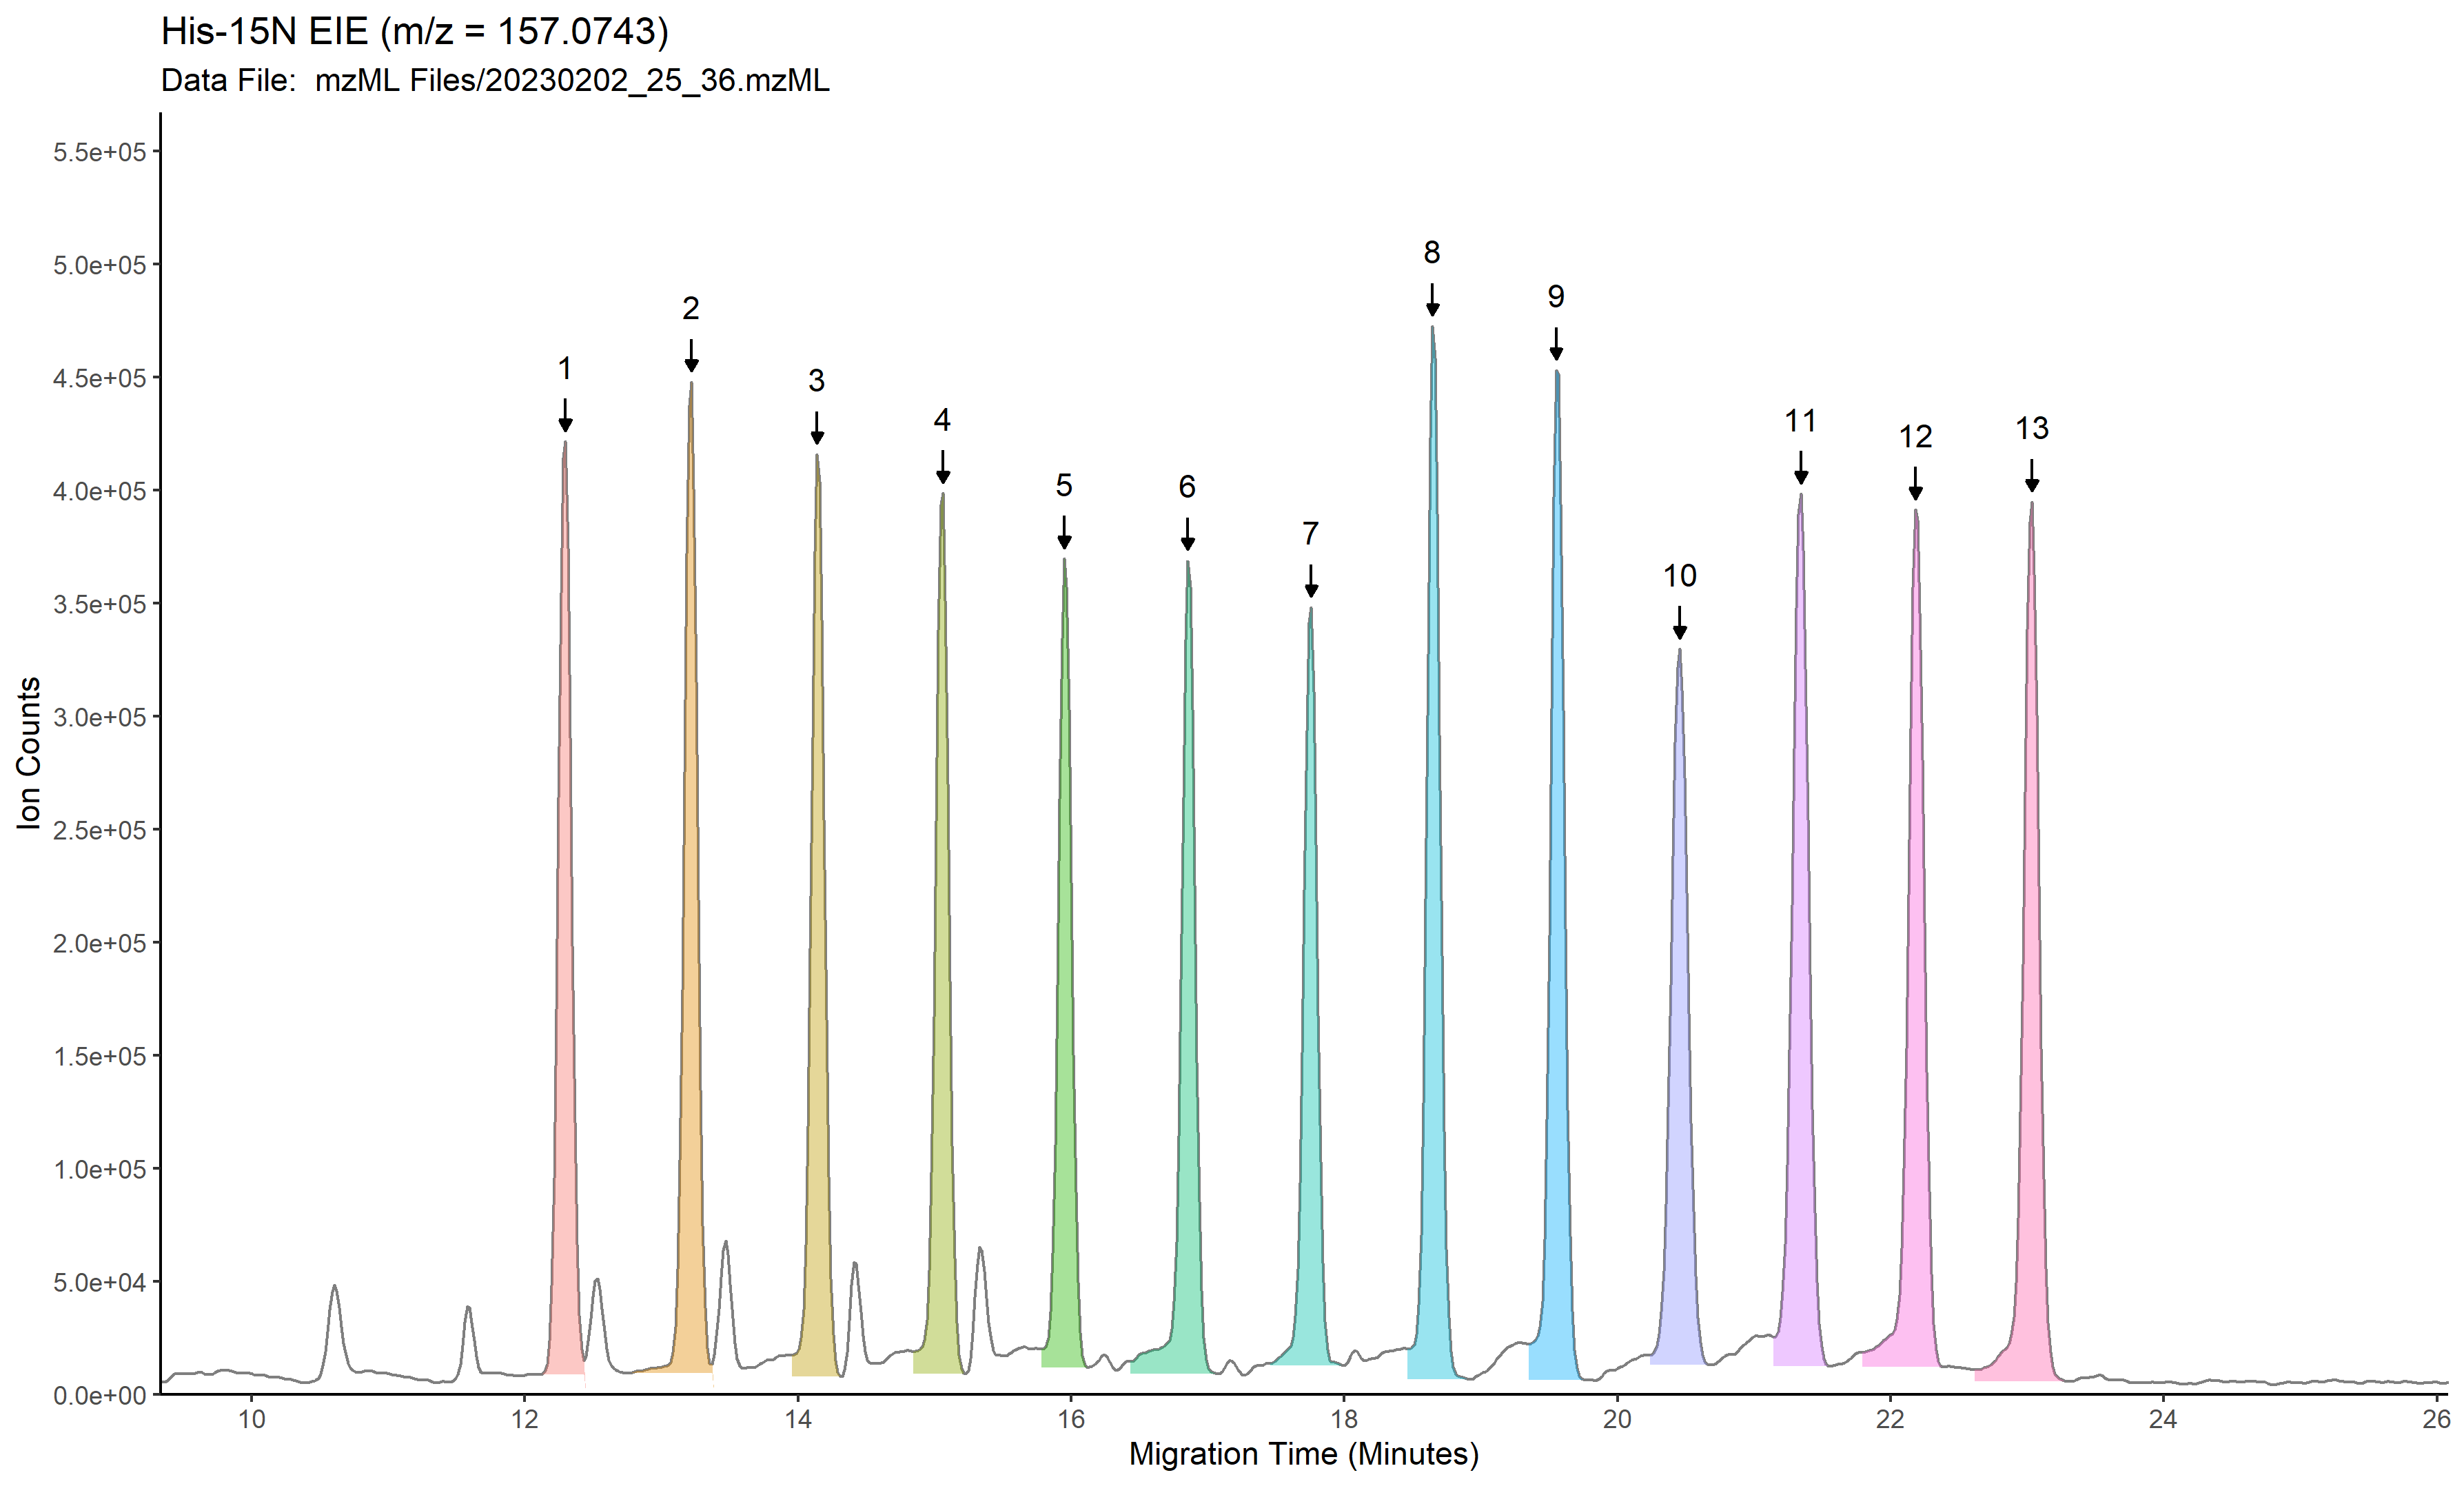 His-15N EIE (m/z = 157.0743)
Data File:  mzML Files/20230202_25_36.mzML
5.5e+05
5.0e+05
4.5e+05
4.0e+05
3.5e+05
3.0e+05
2.5e+05
2.0e+05
1.5e+05
1.0e+05
5.0e+04
0.0e+00
Ion Counts
1
2
3
4
5
6
7
8
9
10
11
12
13
10 12 14 16 18 20 22 24 26
Migration Time (Minutes)